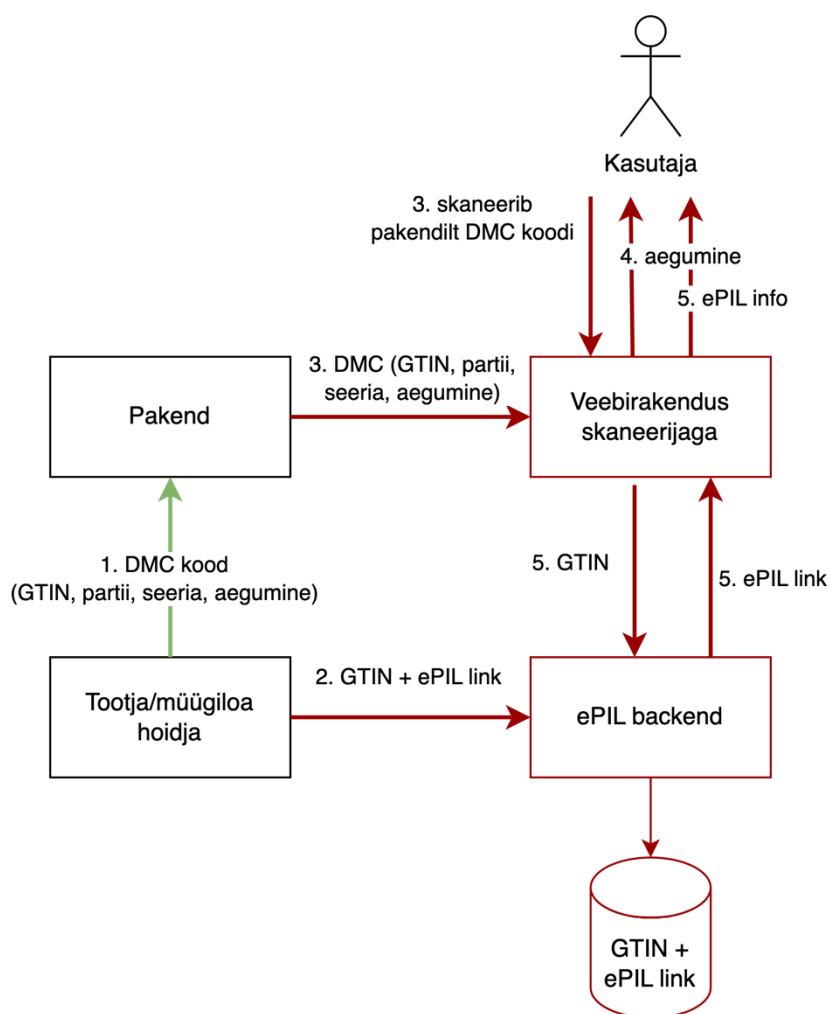 Kasutaja
3. skaneerib
pakendilt DMC koodi
4. aegumine
5. ePIL info
3. DMC (GTIN, partii,
seeria, aegumine)
Pakend
Veebirakendus
skaneerijaga
1. DMC kood
(GTIN, partii, seeria, aegumine)
5. GTIN
5. ePIL link
2. GTIN + ePIL link
Tootja/müügiloa
hoidja
ePIL backend
GTIN +
ePIL link